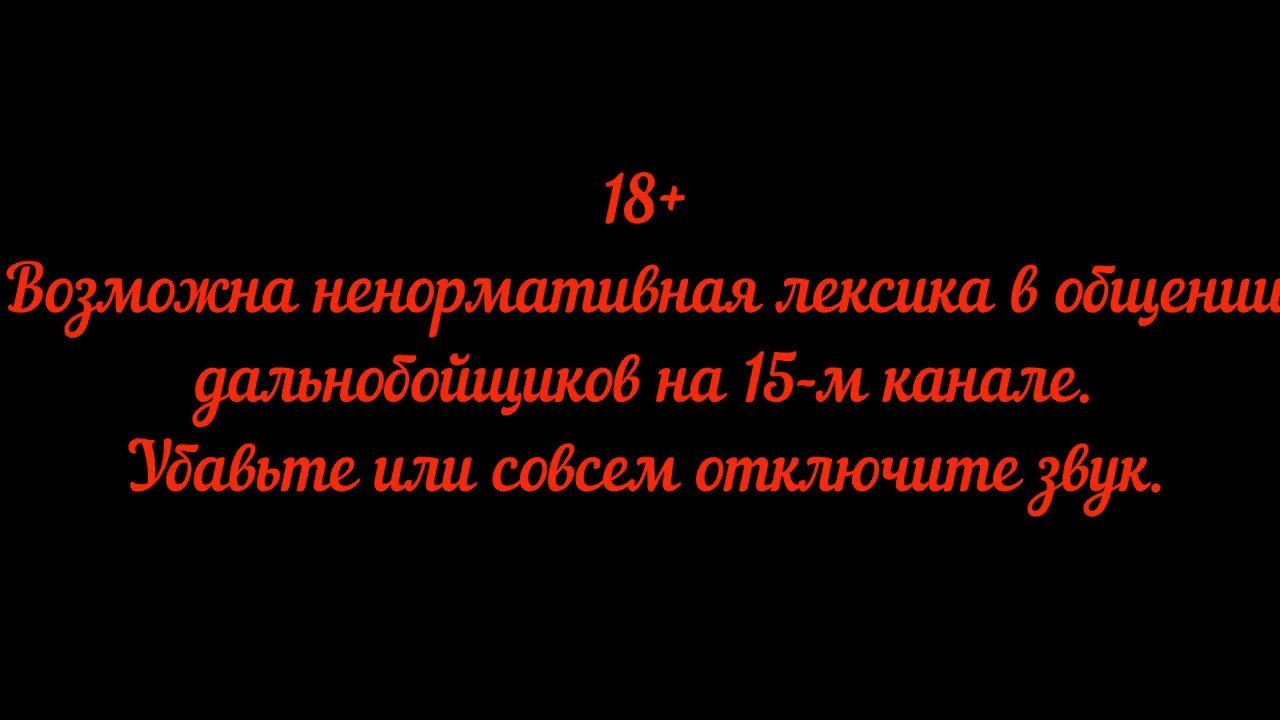 18+
Возможна ненормативная лексика в общении
дальнобойщиков на 15-м канале.
Убавьте или совсем отключите звук.